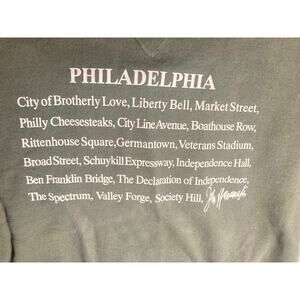 PHILADELPHIA
City of Brotherly Love, Liberty Bell, Market Street,
Philly Cheesesteaks, City Line Avenue, Boathouse Row,
Rittenhouse Square, Germantown, Veterans Stadium,
Broad Street, Schuykill Expressway, Independence Hall,
Ben Franklin Bridge, The Declaration of Independence,
The Spectrum, Valley Forge, Society Hill,